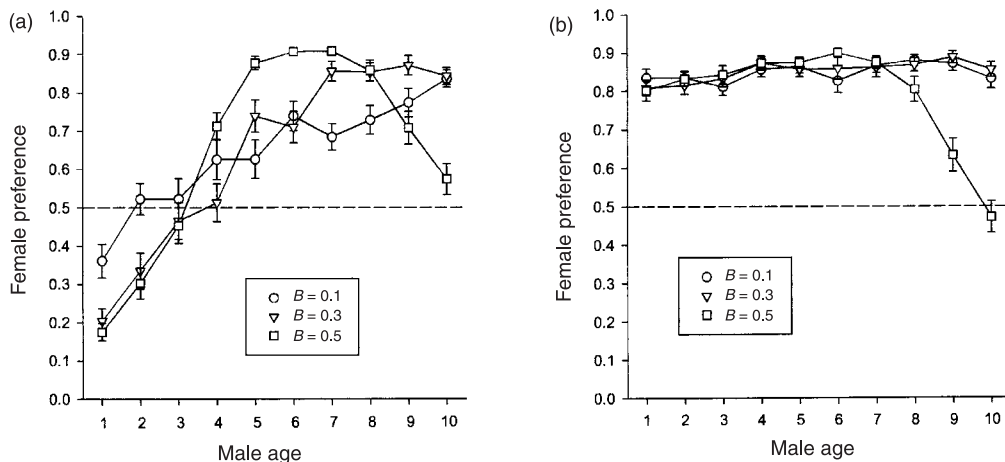 (a)
Female preference
1.0
0.9
0.8
0.7
0.6
0.5
0.4
0.3
0.2
0.1
0.0
B = 0.1
B = 0.3
B = 0.5
1 2 3 4 5 6 7 8 9 10
Male age
(b)
Female preference
1.0
0.9
0.8
0.7
0.6
0.5
0.4
0.3
0.2
0.1
0.0
B = 0.1
B = 0.3
B = 0.5
1 2 3 4 5 6 7 8 9 10
Male age